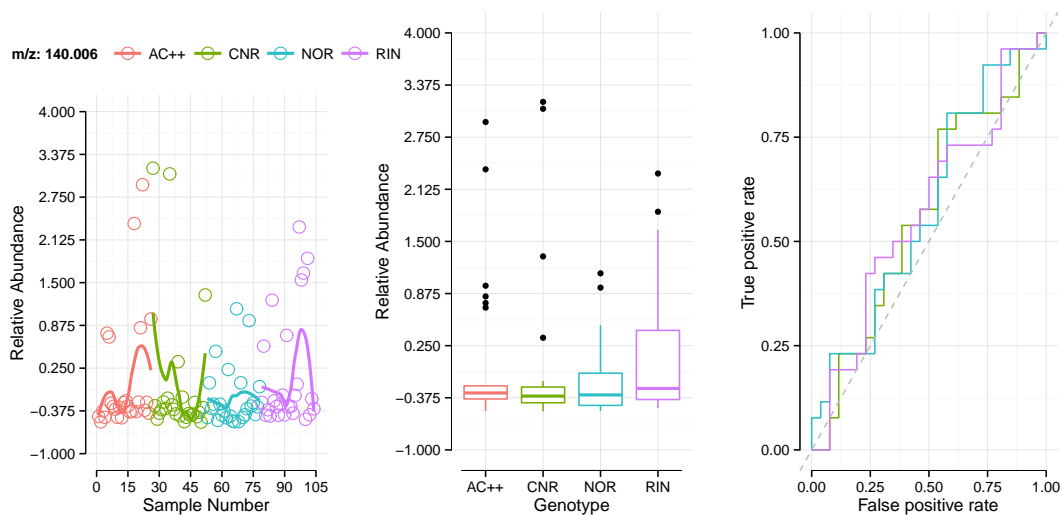 m/z: 140.006 AC++ CNR NOR RIN
Relative Abundance
4.000
3.375
2.750
2.125
1.500
0.875
0.250
−0.375
−1.000
0 15 30 45 60 75 90 105
Sample Number
Relative Abundance
4.000
3.375
2.750
2.125
1.500
0.875
0.250
−0.375
−1.000
AC++ CNR NOR RIN
Genotype
True positive rate
1.00
0.75
0.50
0.25
0.00
0.00 0.25 0.50 0.75 1.00
False positive rate